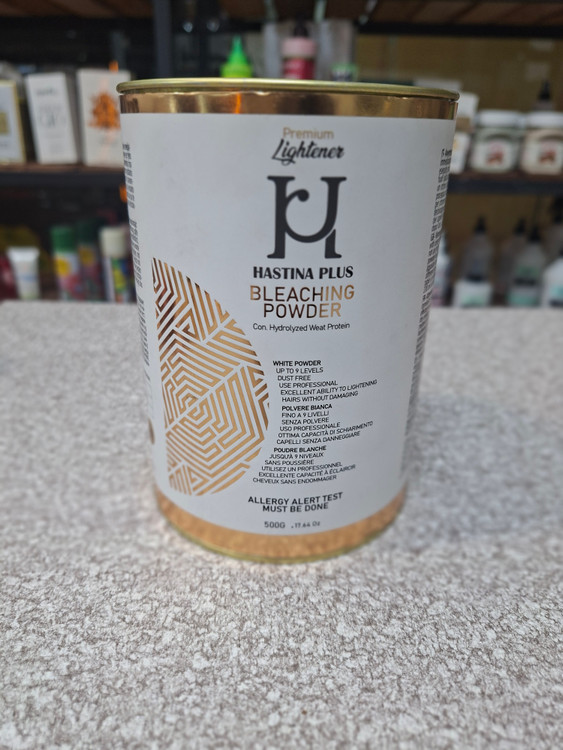 Premium
Lightener
HASTINA PLUS
BLEACHING
POWDER
Con. Hydrolyzed Weat Protein
WHITE POWDER
UP TO 9 LEVELS
DUST FREE
USE PROFESSIONAL
EXCELLENT ABILITY TO LIGHTENING
HAIRS WITHOUT DAMAGING
POLVERE BIANCA
FINO A 9 LIVELLI
SENZA POLVERE
USO PROFESSIONALE
OTTIMA CAPACITÀ DI SCHIARIMENTO
CAPELLI SENZA DANNEGGIARE
POUDRE BLANCHE
JUSQU'À 9 NIVEAUX
SANS POUSSIÈRE
UTILISEZ UN PROFESSIONNEL
EXCELLENTE CAPACITÉ À ÉCLAIRCIR
CHEVEUX SANS ENDOMMAGER
ALLERGY ALERT TEST
MUST BE DONE
500G . 17.64 Oz